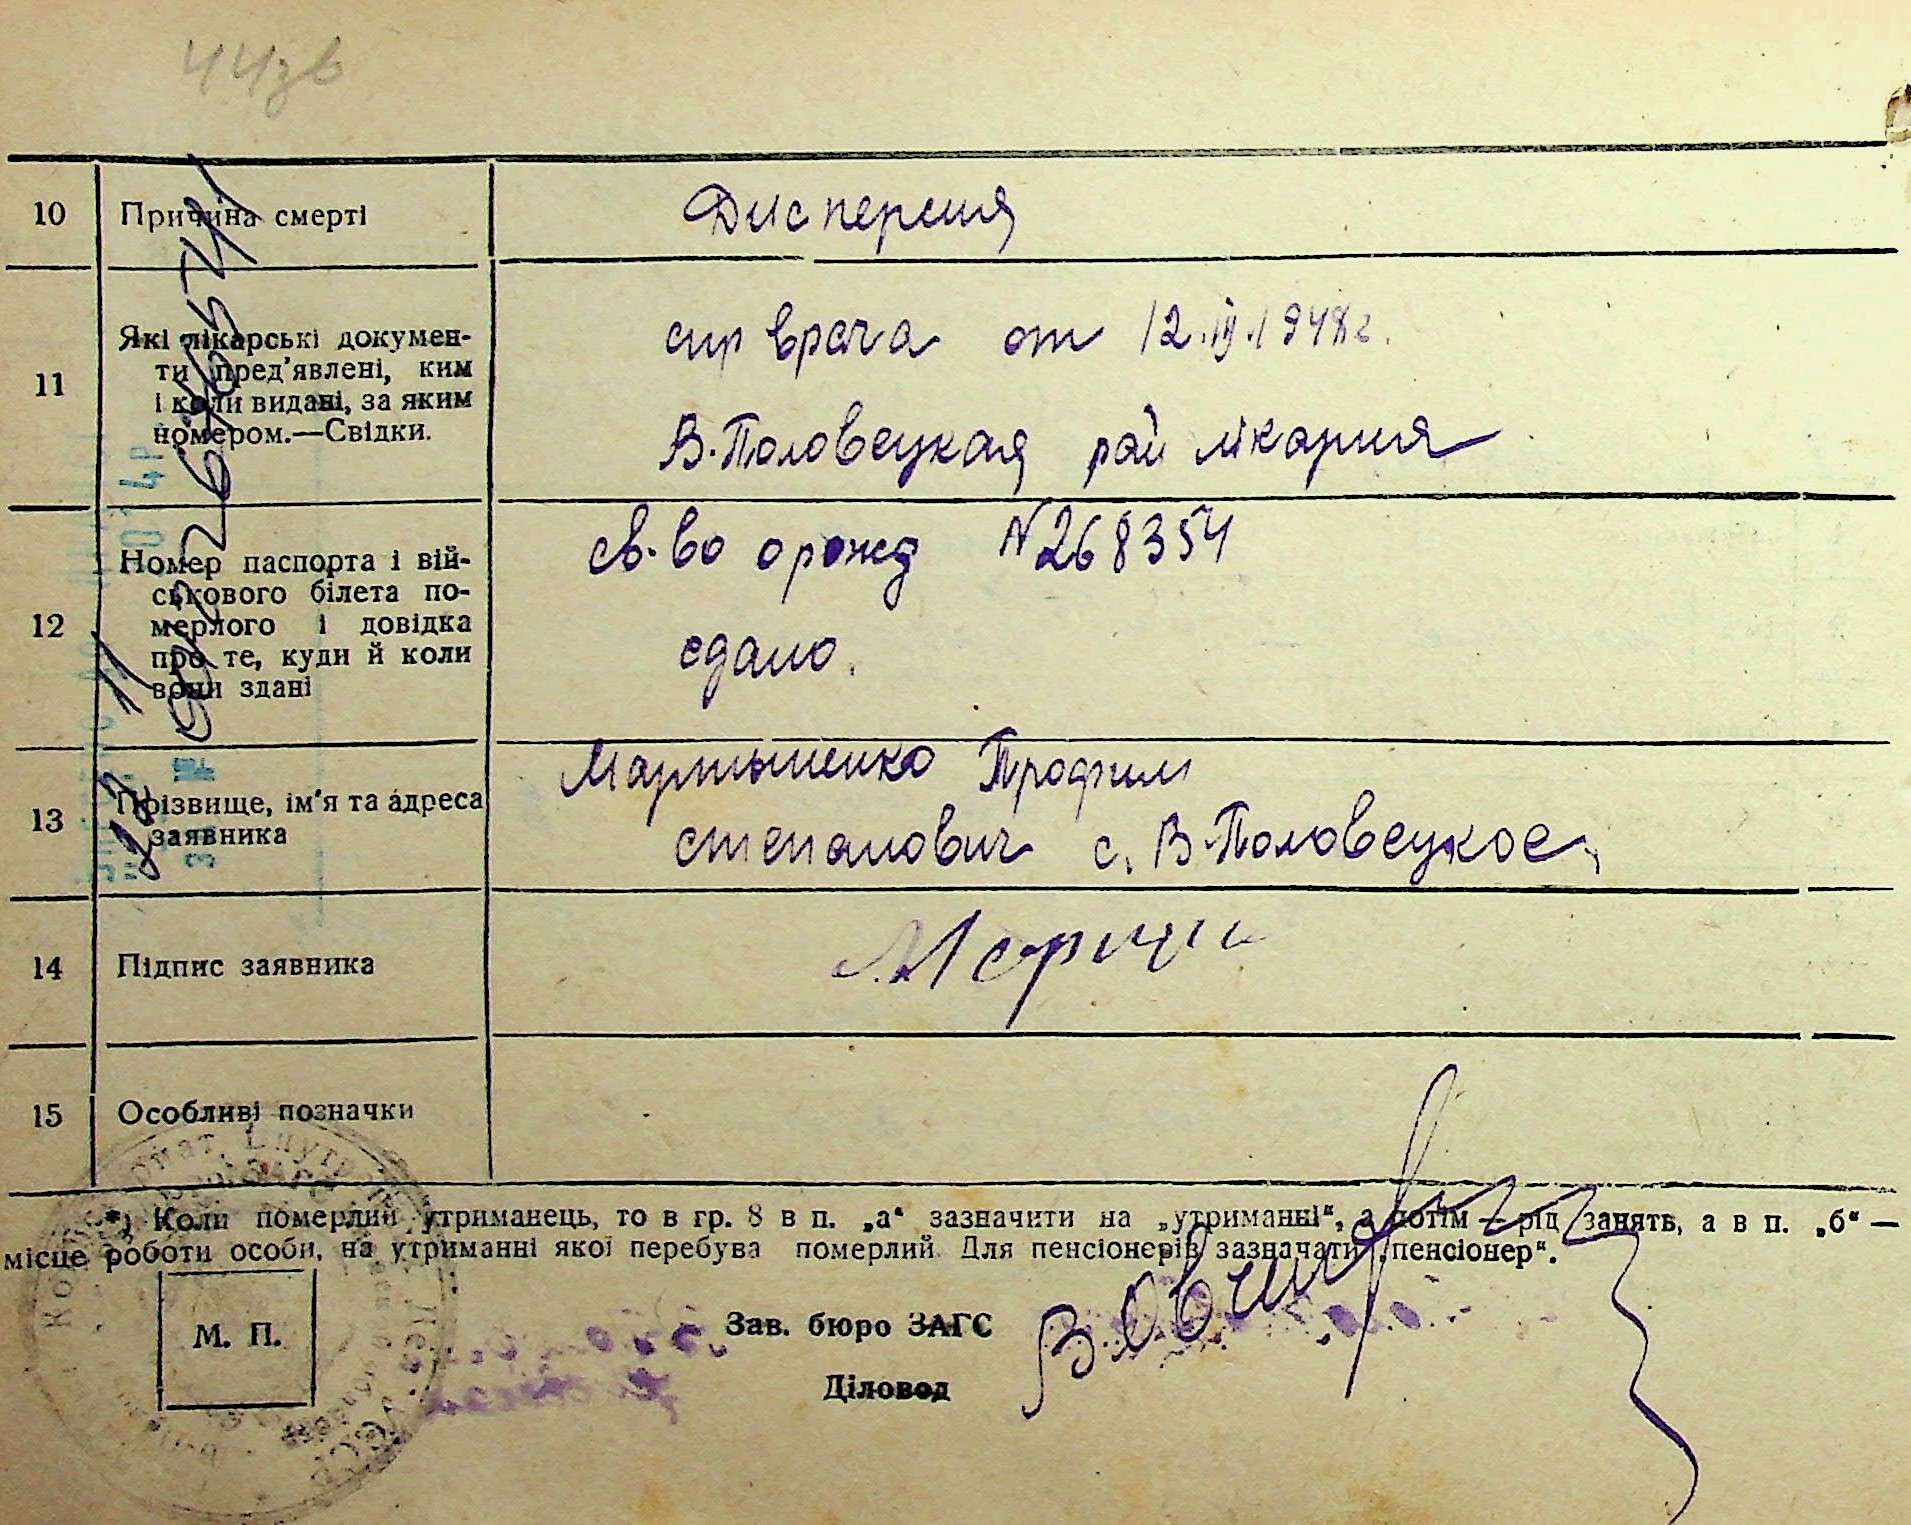 44зв
10 Причина смерті Дисперсия
11 Які лікарські докумен-
ти пред'явлені, ким
і коли видані, за яким
номером.—Свідки.
спр врача от 12.IV.1948г.
В.Половецкая рай лікарня
12 Номер паспорта і вій-
ськового білета по-
мерлого і довідка
про те, куди й коли
вони здані
св-во о рожд N268354
сдано.
13 Прізвище, ім'я та адреса
заявника
Мартыненко Трофим
степанович с. В-Половецкое
14 Підпис заявника
15 Особливі позначки
*) Коли померлий утриманець, то в гр. 8 в п. „а“ зазначити на „утриманні“, а потім — рід занять, а в п. „б“ —
місце роботи особи, на утриманні якої перебува померлий Для пенсіонерів зазначати „пенсіонер“.
М. П.
Зав. бюро ЗАГС
Діловод